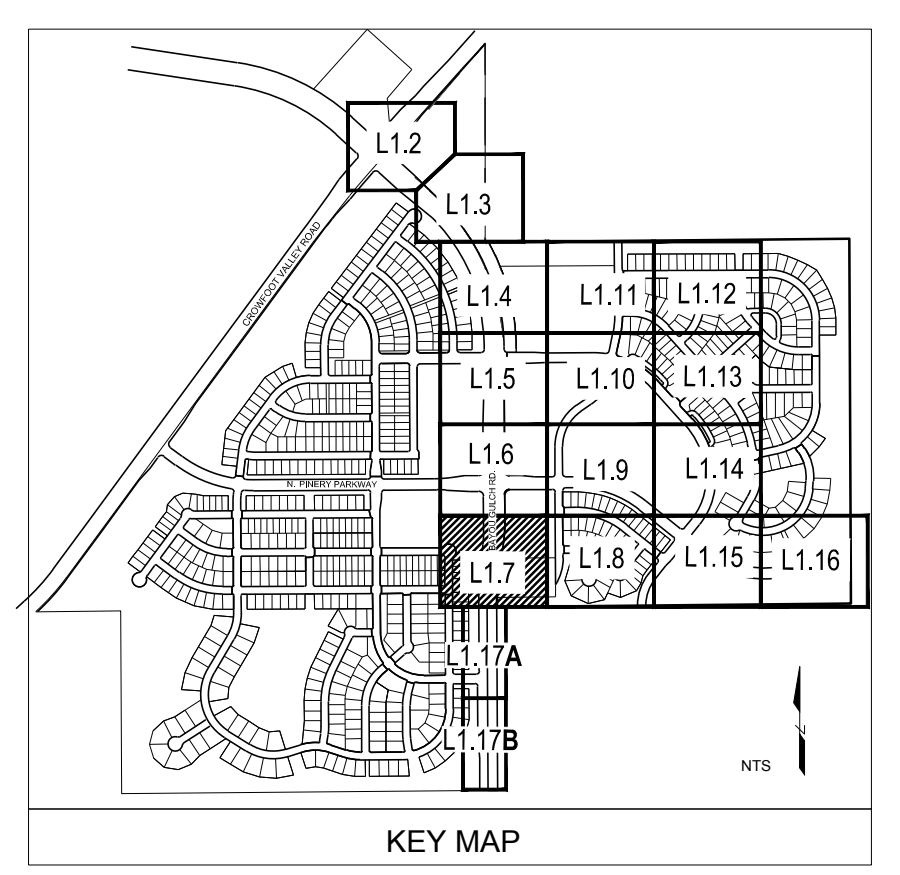 L1.2
L1.3
CROWFOOT VALLEY ROAD
L1.4
L1.11
L1.12
L1.5
L1.10
L1.13
L1.6
L1.9
L1.14
N. PINERY PARKWAY
BAYOU GULCH RD.
L1.7
L1.8
L1.15
L1.16
L1.17A
L1.17B
NTS
N
KEY MAP